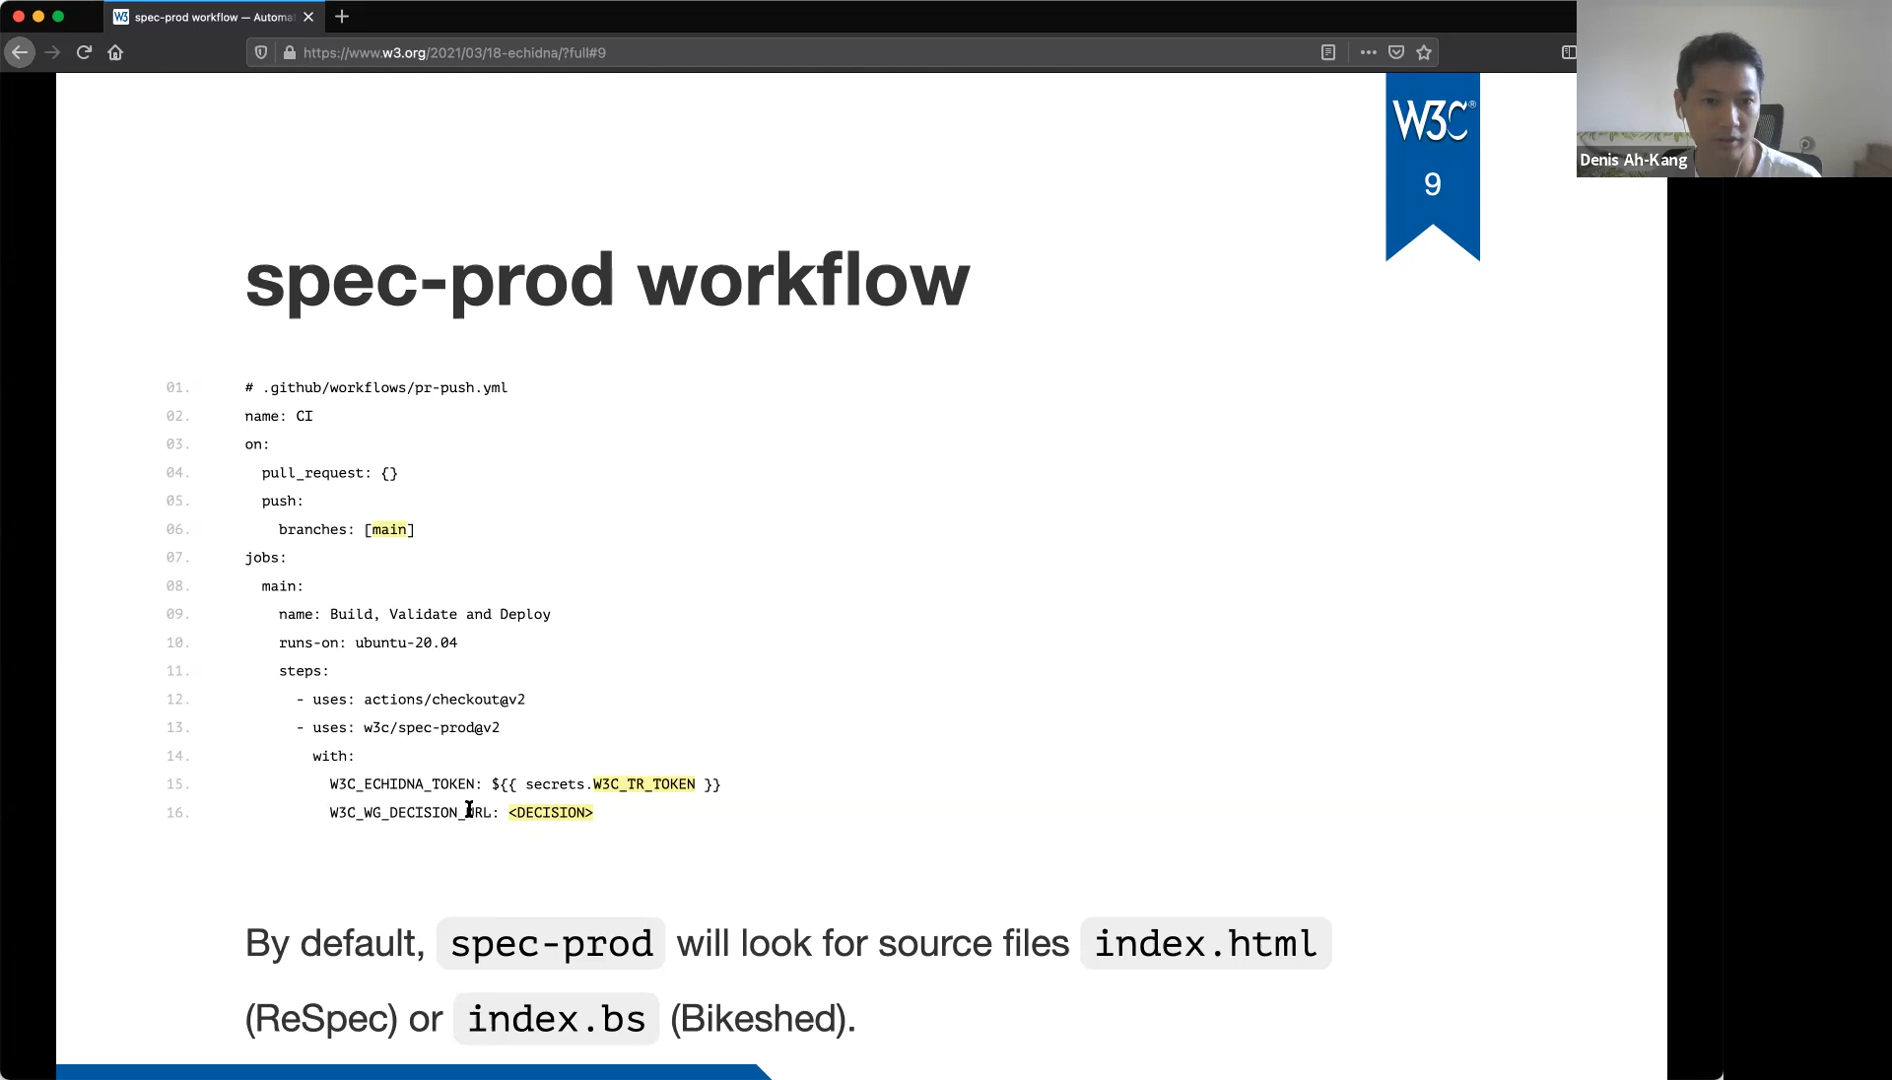 spec-prod workflow — Automa
https://www.w3.org/2021/03/18-echidna/?full#9
W3C®
9
Denis Ah-Kang
spec-prod workflow
01. # .github/workflows/pr-push.yml
02. name: CI
03. on:
04. pull_request: {}
05. push:
06. branches: [main]
07. jobs:
08. main:
09. name: Build, Validate and Deploy
10. runs-on: ubuntu-20.04
11. steps:
12. - uses: actions/checkout@v2
13. - uses: w3c/spec-prod@v2
14. with:
15. W3C_ECHIDNA_TOKEN: ${{ secrets.W3C_TR_TOKEN }}
16. W3C_WG_DECISION_URL: <DECISION>
By default, spec-prod will look for source files index.html
(ReSpec) or index.bs (Bikeshed).